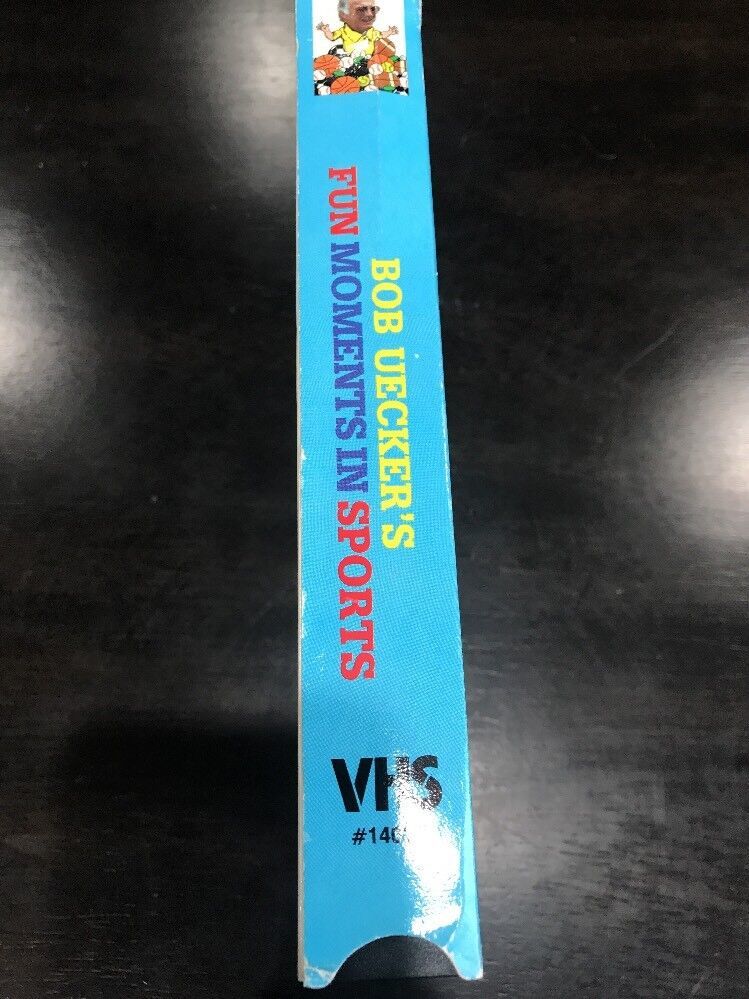 BOB UECKER'S
FUN MOMENTS IN SPORTS
VHS